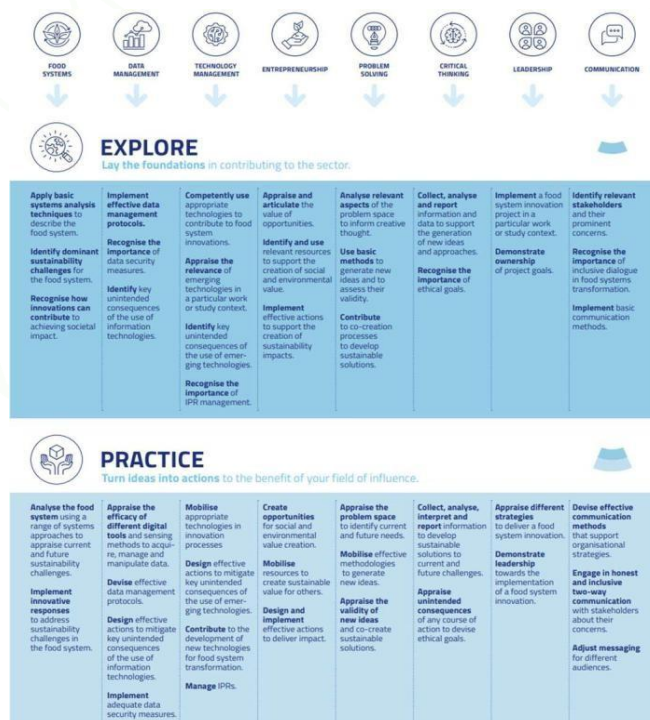 FOOD
SYSTEMS
DATA
MANAGEMENT
TECHNOLOGY
MANAGEMENT
ENTREPRENEURSHIP
PROBLEM
SOLVING
CRITICAL
THINKING
LEADERSHIP
COMMUNICATION
EXPLORE
Lay the foundations in contributing to the sector.
Apply basic
systems analysis
techniques to
describe the
food system.
Identify dominant
sustainability
challenges for
the food system.
Recognise how
innovations can
contribute to
achieving societal
impact.
Implement
effective data
management
protocols.
Recognise the
importance of
data security
measures.
Identify key
unintended
consequences
of the use of
information
technologies.
Competently use
appropriate
technologies to
contribute to food
system
innovations.
Appraise the
relevance of
emerging
technologies in
a particular work
or study context.
Identify key
unintended
consequences of
the use of emer-
ging technologies.
Recognise the
importance of
IPR management.
Appraise and
articulate the
value of
opportunities.
Identify and use
relevant resources
to support the
creation of social
and environmental
value.
Implement
effective actions
to support the
creation of
sustainability
impacts.
Analyse relevant
aspects of the
problem space
to inform creative
thought.
Use basic
methods to
generate new
ideas and to
assess their
validity.
Contribute
to co-creation
processes
to develop
sustainable
solutions.
Collect, analyse
and report
information and
data to support
the generation
of new ideas
and approaches.
Recognise the
importance of
ethical goals.
Implement a food
system innovation
project in a
particular work
or study context.
Demonstrate
ownership
of project goals.
Identify relevant
stakeholders
and their
prominent
concerns.
Recognise the
importance of
inclusive dialogue
in food systems
transformation.
Implement basic
communication
methods.
PRACTICE
Turn ideas into actions to the benefit of your field of influence.
Analyse the food
system using a
range of systems
approaches to
appraise current
and future
sustainability
challenges.
Implement
innovative
responses
to address
sustainability
challenges in
the food system.
Appraise the
efficacy of
different digital
tools and sensing
methods to acqui-
re, manage and
manipulate data.
Devise effective
data management
protocols.
Design effective
actions to mitigate
key unintended
consequences
of the use of
information
technologies.
Implement
adequate data
security measures.
Mobilise
appropriate
technologies in
innovation
processes
Design effective
actions to mitigate
key unintended
consequences of
the use of emer-
ging technologies.
Contribute to the
development of
new technologies
for food system
transformation.
Manage IPRs.
Create
opportunities
for social and
environmental
value creation.
Mobilise
resources to
create sustainable
value for others.
Design and
implement
effective actions
to deliver impact.
Appraise the
problem space
to identify current
and future needs.
Mobilise effective
methodologies
to generate
new ideas.
Appraise the
validity of
new ideas
and co-create
sustainable
solutions.
Collect, analyse,
interpret and
report information
to develop
sustainable
solutions to
current and
future challenges.
Appraise
unintended
consequences
of any course of
action to devise
ethical goals.
Appraise different
strategies
to deliver a food
system innovation.
Demonstrate
leadership
towards the
implementation
of a food system
innovation.
Devise effective
communication
methods
that support
organisational
strategies.
Engage in honest
and inclusive
two-way
communication
with stakeholders
about their
concerns.
Adjust messaging
for different
audiences.